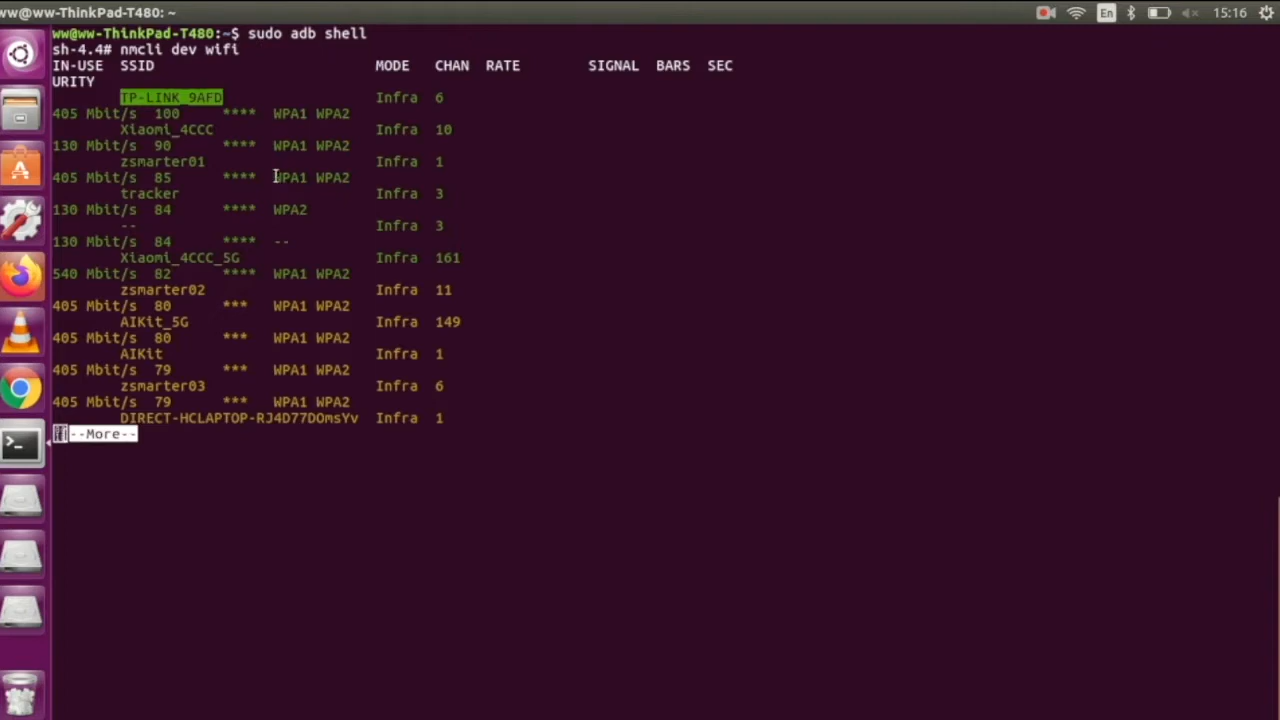 ww@ww-ThinkPad-T480: ~
En
15:16
ww@ww-ThinkPad-T480:~$ sudo adb shell
sh-4.4# nmcli dev wifi
IN-USE  SSID                          MODE   CHAN  RATE        SIGNAL  BARS  SEC
URITY
        TP-LINK_9AFD                  Infra  6
405 Mbit/s  100     ****  WPA1 WPA2
        Xiaomi_4CCC                   Infra  10
130 Mbit/s  90      ****  WPA1 WPA2
        zsmarter01                    Infra  1
405 Mbit/s  85      ****  WPA1 WPA2
        tracker                       Infra  3
130 Mbit/s  84      ****  WPA2
        --                            Infra  3
130 Mbit/s  84      ****  --
        Xiaomi_4CCC_5G                Infra  161
540 Mbit/s  82      ****  WPA1 WPA2
        zsmarter02                    Infra  11
405 Mbit/s  80      ***   WPA1 WPA2
        AIKit_5G                      Infra  149
405 Mbit/s  80      ***   WPA1 WPA2
        AIKit                         Infra  1
405 Mbit/s  79      ***   WPA1 WPA2
        zsmarter03                    Infra  6
405 Mbit/s  79      ***   WPA1 WPA2
        DIRECT-HCLAPTOP-RJ4D77DOmsYv  Infra  1
--More--